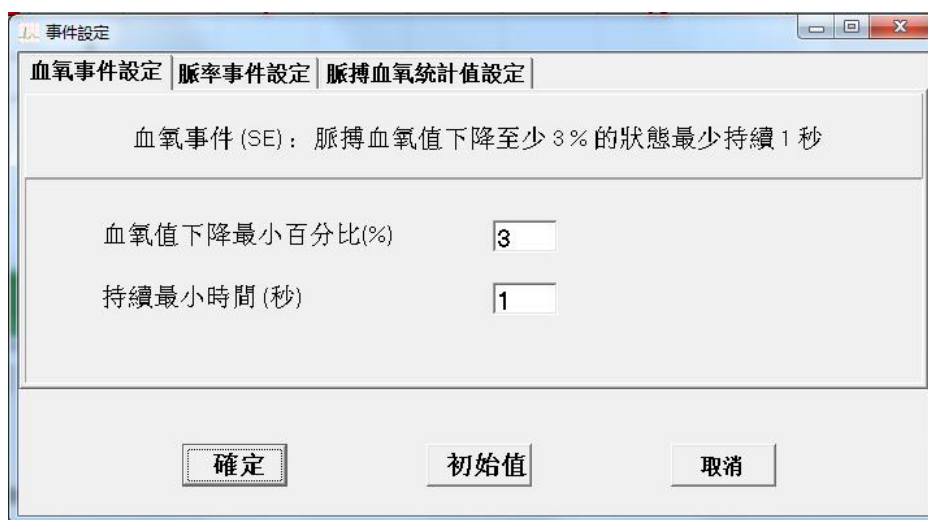 事件設定
血氧事件設定 脈率事件設定 脈搏血氧統計值設定
血氧事件(SE)：脈搏血氧值下降至少3%的狀態最少持續1秒
血氧值下降最小百分比(%) 3
持續最小時間(秒) 1
確定 初始值 取消